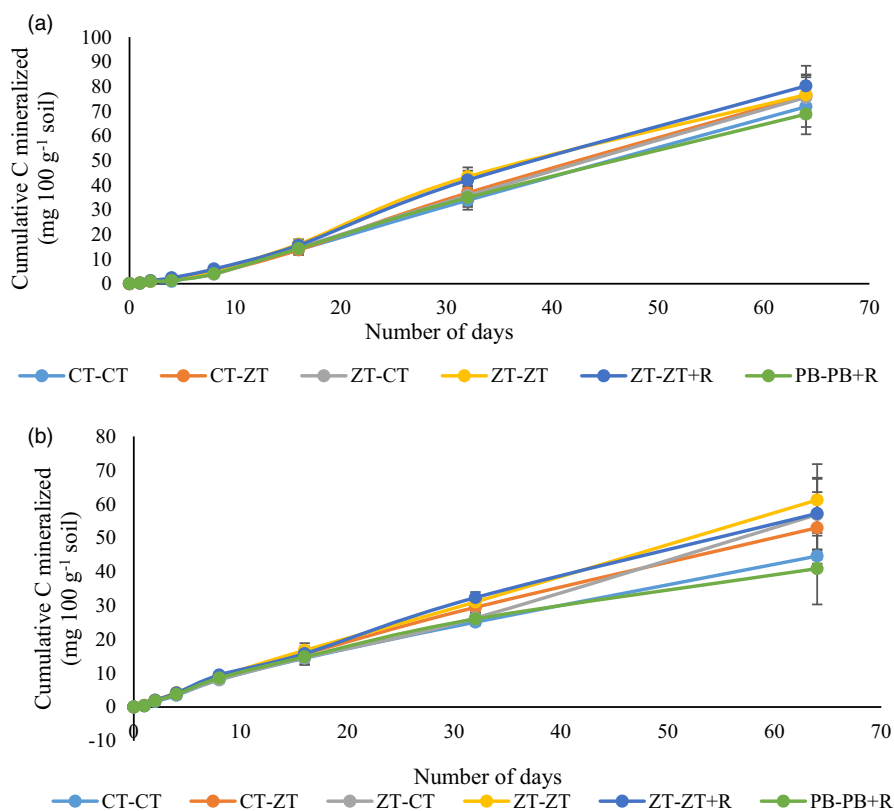 (a)
Cumulative C mineralized
(mg 100 g⁻¹ soil)
100
90
80
70
60
50
40
30
20
10
0
0 10 20 30 40 50 60 70
Number of days
CT-CT CT-ZT ZT-CT ZT-ZT ZT-ZT+R PB-PB+R
(b)
Cumulative C mineralized
(mg 100 g⁻¹ soil)
80
70
60
50
40
30
20
10
0
-10
0 10 20 30 40 50 60 70
Number of days
CT-CT CT-ZT ZT-CT ZT-ZT ZT-ZT+R PB-PB+R